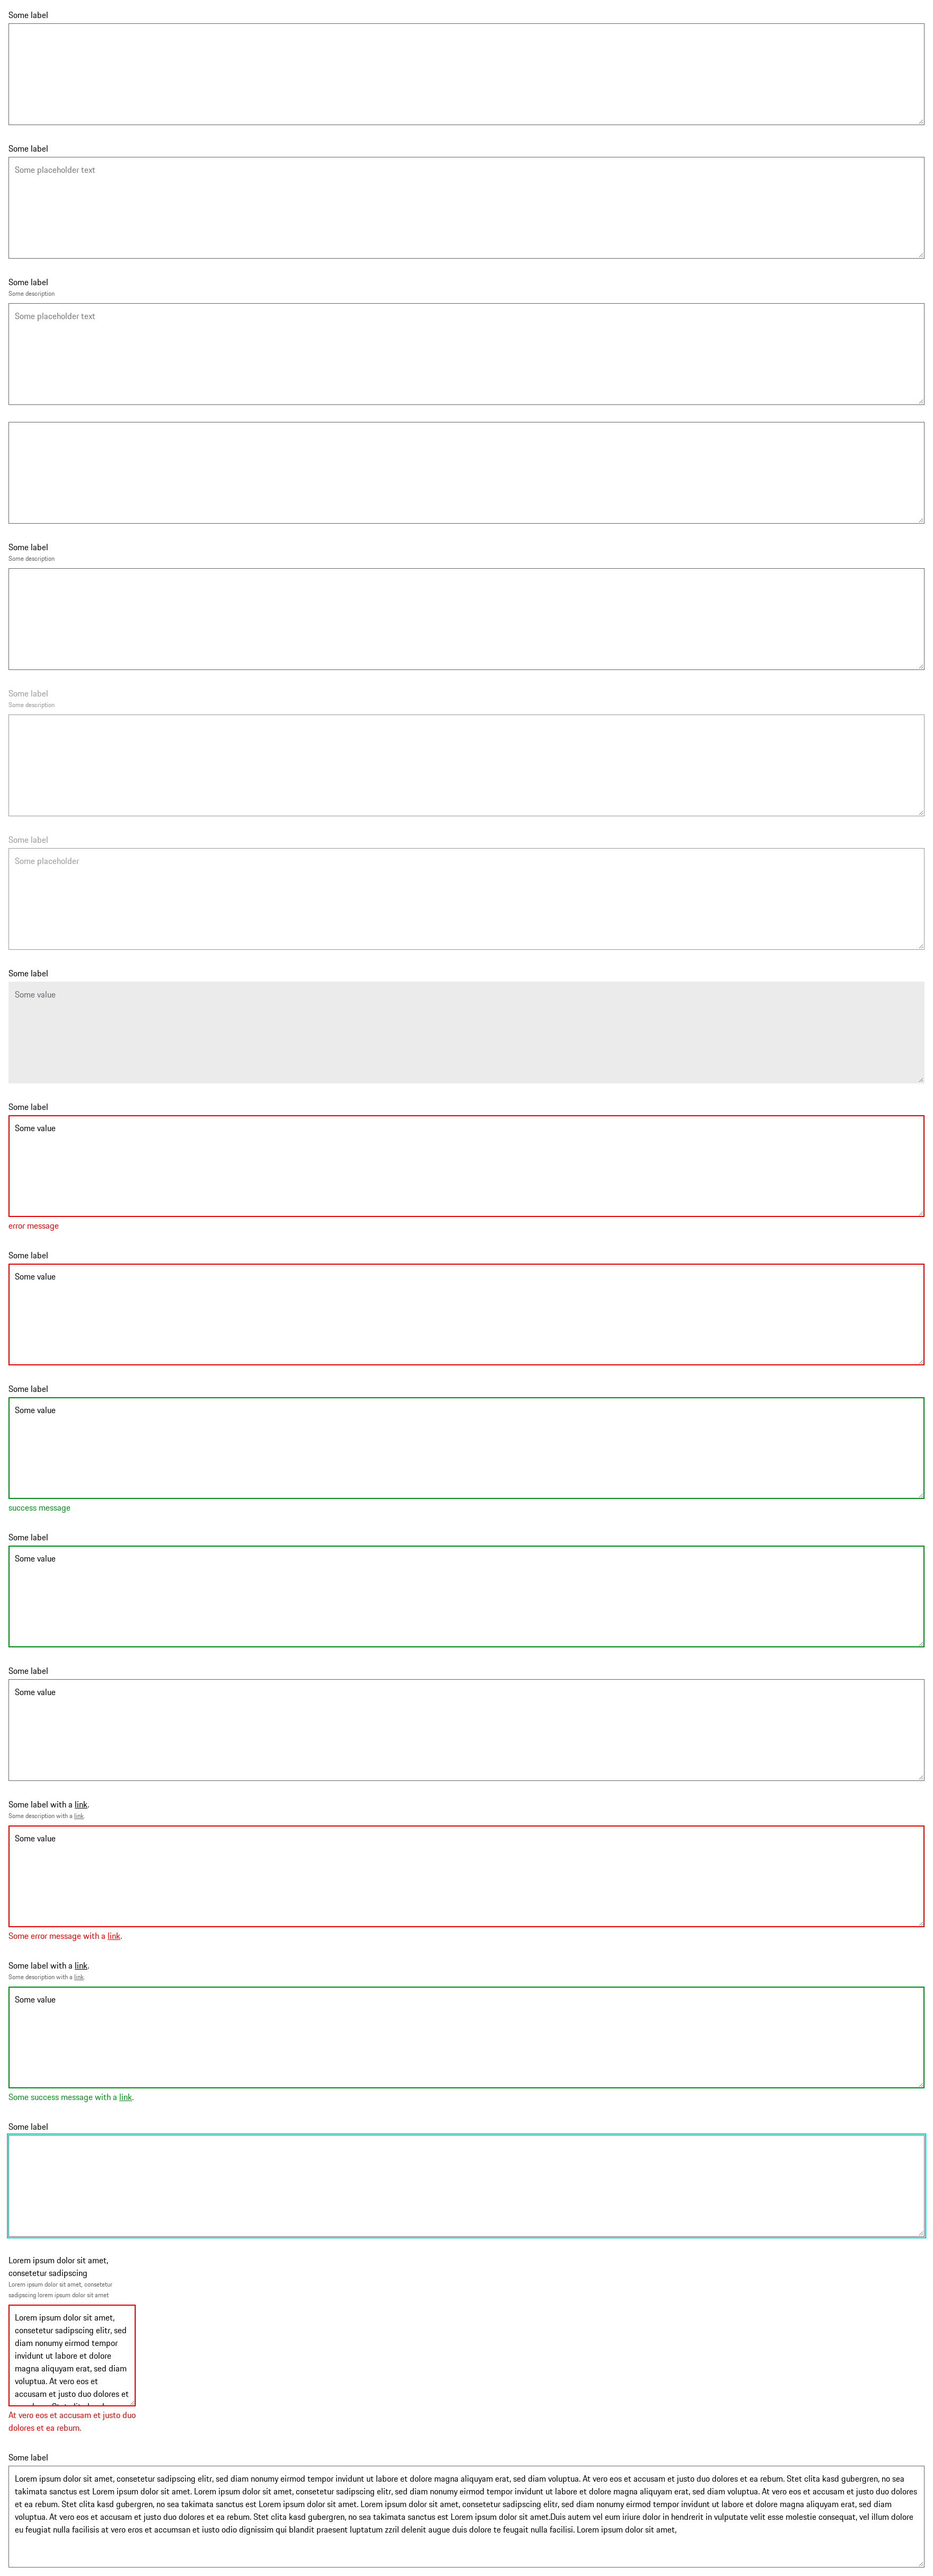 Some label
Some label
Some placeholder text
Some label
Some description
Some placeholder text
Some label
Some description
Some label
Some description
Some label
Some placeholder
Some label
Some value
Some label
Some value
error message
Some label
Some value
Some label
Some value
success message
Some label
Some value
Some label
Some value
Some label with a link.
Some description with a link.
Some value
Some error message with a link.
Some label with a link.
Some description with a link.
Some value
Some success message with a link.
Some label
Lorem ipsum dolor sit amet,
consetetur sadipscing
Lorem ipsum dolor sit amet, consetetur
sadipscing lorem ipsum dolor sit amet
Lorem ipsum dolor sit amet,
consetetur sadipscing elitr, sed
diam nonumy eirmod tempor
invidunt ut labore et dolore
magna aliquyam erat, sed diam
voluptua. At vero eos et
accusam et justo duo dolores et
At vero eos et accusam et justo duo
dolores et ea rebum.
Some label
Lorem ipsum dolor sit amet, consetetur sadipscing elitr, sed diam nonumy eirmod tempor invidunt ut labore et dolore magna aliquyam erat, sed diam voluptua. At vero eos et accusam et justo duo dolores et ea rebum. Stet clita kasd gubergren, no sea
takimata sanctus est Lorem ipsum dolor sit amet. Lorem ipsum dolor sit amet, consetetur sadipscing elitr, sed diam nonumy eirmod tempor invidunt ut labore et dolore magna aliquyam erat, sed diam voluptua. At vero eos et accusam et justo duo dolores
et ea rebum. Stet clita kasd gubergren, no sea takimata sanctus est Lorem ipsum dolor sit amet. Lorem ipsum dolor sit amet, consetetur sadipscing elitr, sed diam nonumy eirmod tempor invidunt ut labore et dolore magna aliquyam erat, sed diam
voluptua. At vero eos et accusam et justo duo dolores et ea rebum. Stet clita kasd gubergren, no sea takimata sanctus est Lorem ipsum dolor sit amet.Duis autem vel eum iriure dolor in hendrerit in vulputate velit esse molestie consequat, vel illum dolore
eu feugiat nulla facilisis at vero eros et accumsan et iusto odio dignissim qui blandit praesent luptatum zzril delenit augue duis dolore te feugait nulla facilisi. Lorem ipsum dolor sit amet,